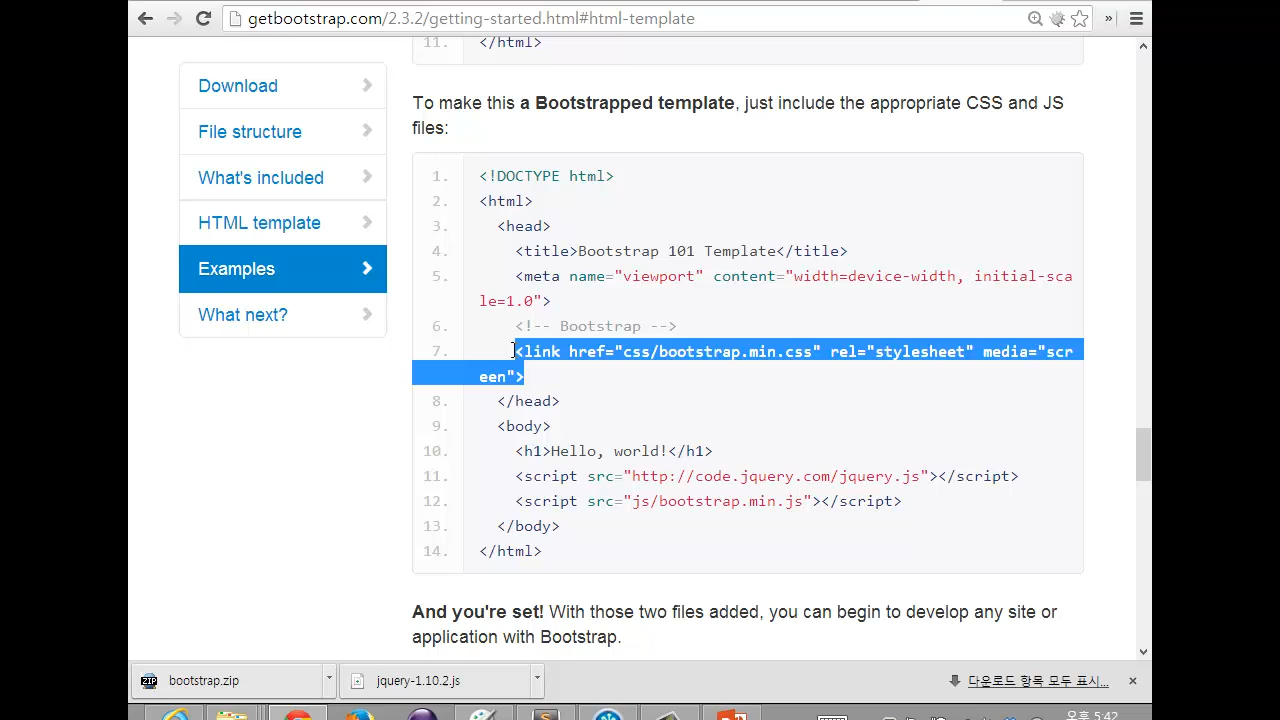 getbootstrap.com/2.3.2/getting-started.html#html-template
»
11. </html>
Download
File structure
What's included
HTML template
Examples
What next?
To make this a Bootstrapped template, just include the appropriate CSS and JS
files:
1. <!DOCTYPE html>
2. <html>
3. <head>
4. <title>Bootstrap 101 Template</title>
5. <meta name="viewport" content="width=device-width, initial-sca
le=1.0">
6. <!-- Bootstrap -->
7. <link href="css/bootstrap.min.css" rel="stylesheet" media="scr
een">
8. </head>
9. <body>
10. <h1>Hello, world!</h1>
11. <script src="http://code.jquery.com/jquery.js"></script>
12. <script src="js/bootstrap.min.js"></script>
13. </body>
14. </html>
And you're set! With those two files added, you can begin to develop any site or
application with Bootstrap.
ZIP
bootstrap.zip
jquery-1.10.2.js
다운로드 항목 모두 표시...
오후 5:42